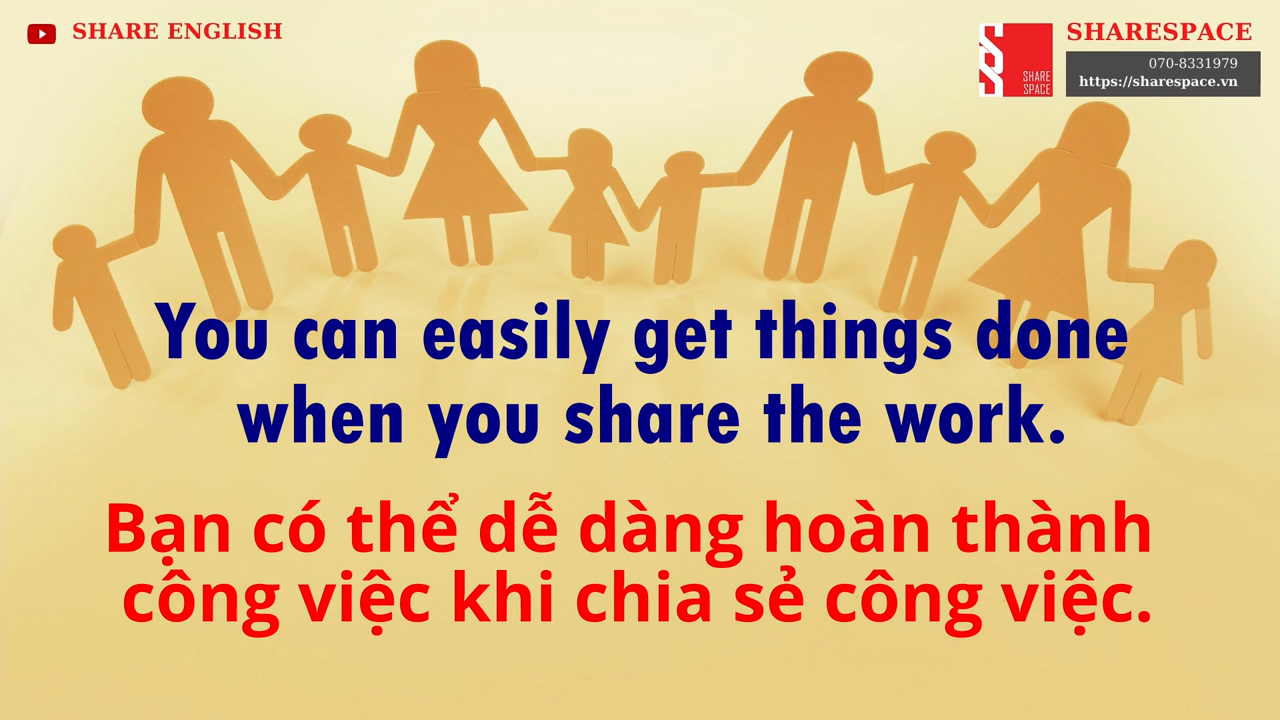 SHARE ENGLISH
SHARESPACE
070-8331979
https://sharespace.vn
SHARE
SPACE
You can easily get things done
when you share the work.
Bạn có thể dễ dàng hoàn thành
công việc khi chia sẻ công việc.